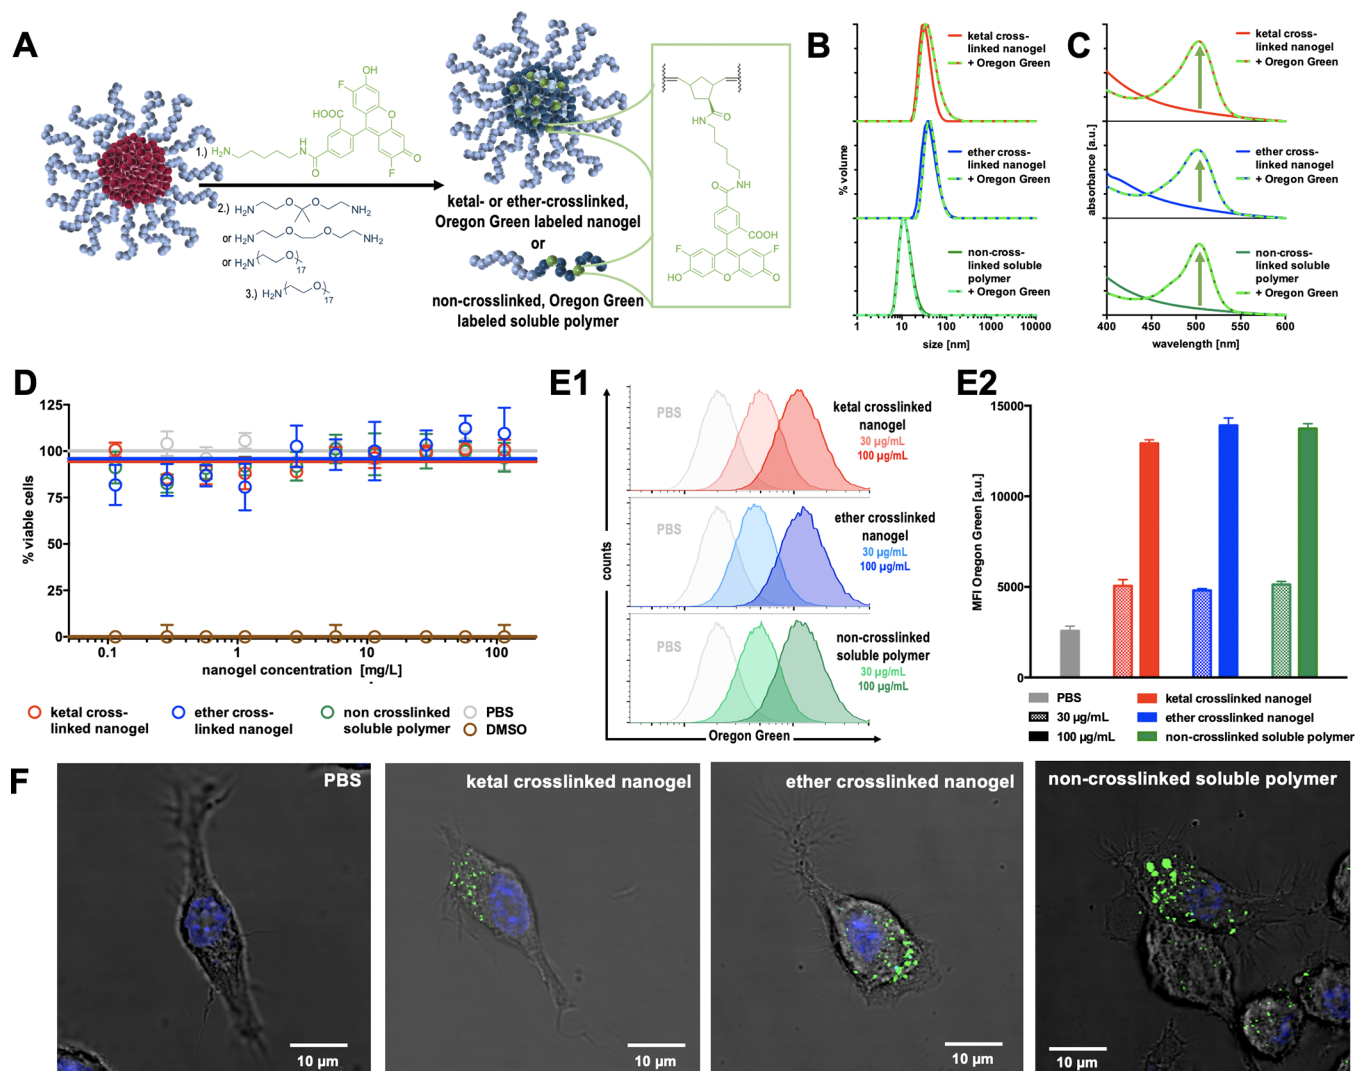 A
1.)
H₂N
N
H
O
HOOC
F
OH
O
O
F
2.)
H₂N
O
O
NH₂
or
H₂N
O
O
NH₂
or
H₂N
O
17
3.)
H₂N
O
17
ketal- or ether-crosslinked,
Oregon Green labeled nanogel
or
non-crosslinked, Oregon Green
labeled soluble polymer
HN
O
O
NH
COOH
F
F
HO
O
O
B
ketal cross-
linked nanogel
+ Oregon Green
ether cross-
linked nanogel
+ Oregon Green
non-cross-
linked soluble
polymer
+ Oregon Green
% volume
1
10
100
1000
10000
size [nm]
C
ketal cross-
linked nanogel
+ Oregon Green
ether cross-
linked nanogel
+ Oregon Green
non-cross-
linked soluble
polymer
+ Oregon Green
absorbance [a.u.]
400
450
500
550
600
wavelength [nm]
D
125
100
75
50
25
0
% viable cells
0.1
1
10
100
nanogel concentration [mg/L]
ketal cross-
linked nanogel
ether cross-
linked nanogel
non crosslinked
soluble polymer
PBS
DMSO
E1
PBS
ketal crosslinked
nanogel
30 µg/mL
100 µg/mL
PBS
ether crosslinked
nanogel
30 µg/mL
100 µg/mL
PBS
non-crosslinked
soluble polymer
30 µg/mL
100 µg/mL
counts
Oregon Green
E2
15000
10000
5000
0
MFI Oregon Green [a.u.]
PBS
30 µg/mL
100 µg/mL
ketal crosslinked nanogel
ether crosslinked nanogel
non-crosslinked soluble polymer
F
PBS
10 µm
ketal crosslinked nanogel
10 µm
ether crosslinked nanogel
10 µm
non-crosslinked soluble polymer
10 µm